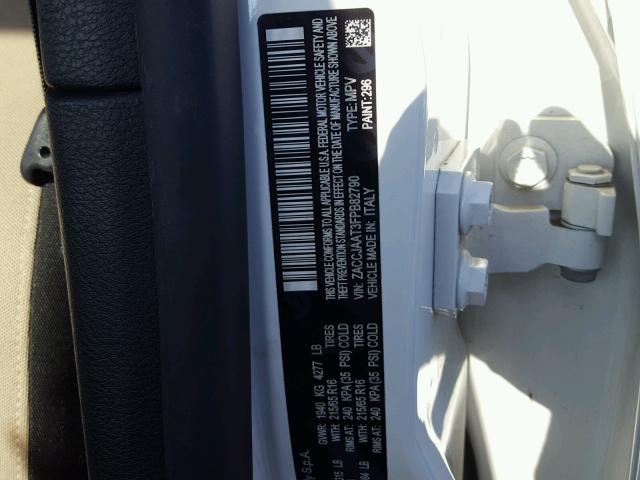 y S.p.A.
GVWR: 1940 KG 4277 LB
15 LB WITH: 215/65 R16 TIRES
RIMS AT: 240 KPA(35 PSI) COLD
LB WITH: 215/65 R16 TIRES
RIMS AT: 240 KPA(35 PSI) COLD
THIS VEHICLE CONFORMS TO ALL APPLICABLE U.S.A. FEDERAL MOTOR VEHICLE SAFETY AND
THEFT PREVENTION STANDARDS IN EFFECT ON THE DATE OF MANUFACTURE SHOWN ABOVE
VIN: ZACCJAAT3FPB82790 TYPE: MPV
VEHICLE MADE IN: ITALY PAINT: 296